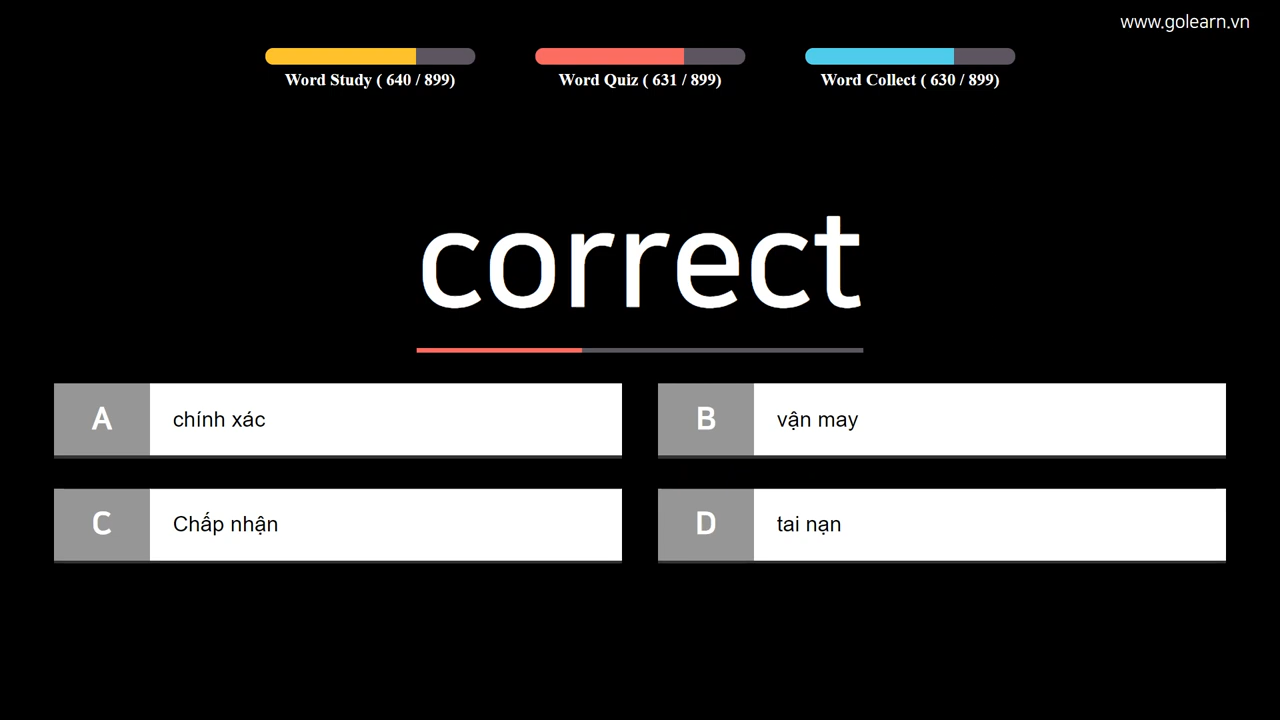 www.golearn.vn
Word Study ( 640 / 899)
Word Quiz ( 631 / 899)
Word Collect ( 630 / 899)
correct
A chính xác
B vận may
C Chấp nhận
D tai nạn